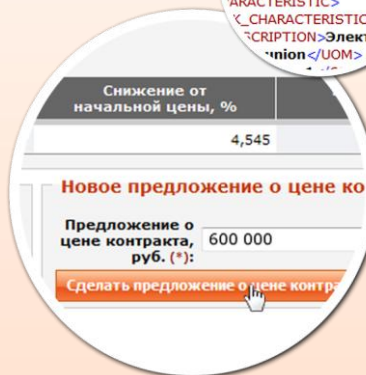 ARACTERISTIC>
K_CHARACTERISTIC
SCRIPTION>Элект
union</UOM>
Снижение от
начальной цены, %
4,545
Новое предложение о цене ко
Предложение о
цене контракта,
руб. (*):
600 000
Сделать предложение о цене контра